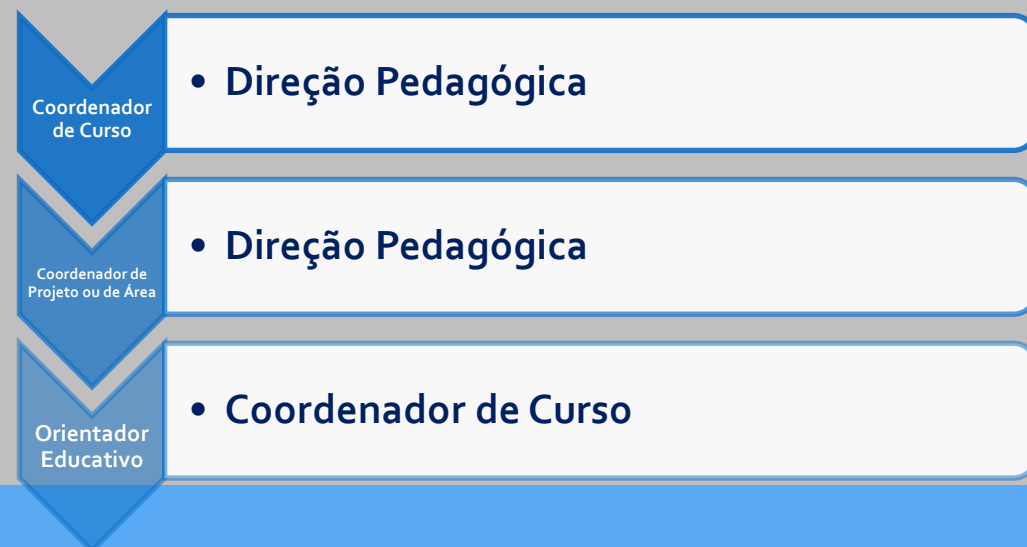 Coordenador
de Curso
• Direção Pedagógica
Coordenador de
Projeto ou de Área
• Direção Pedagógica
Orientador
Educativo
• Coordenador de Curso